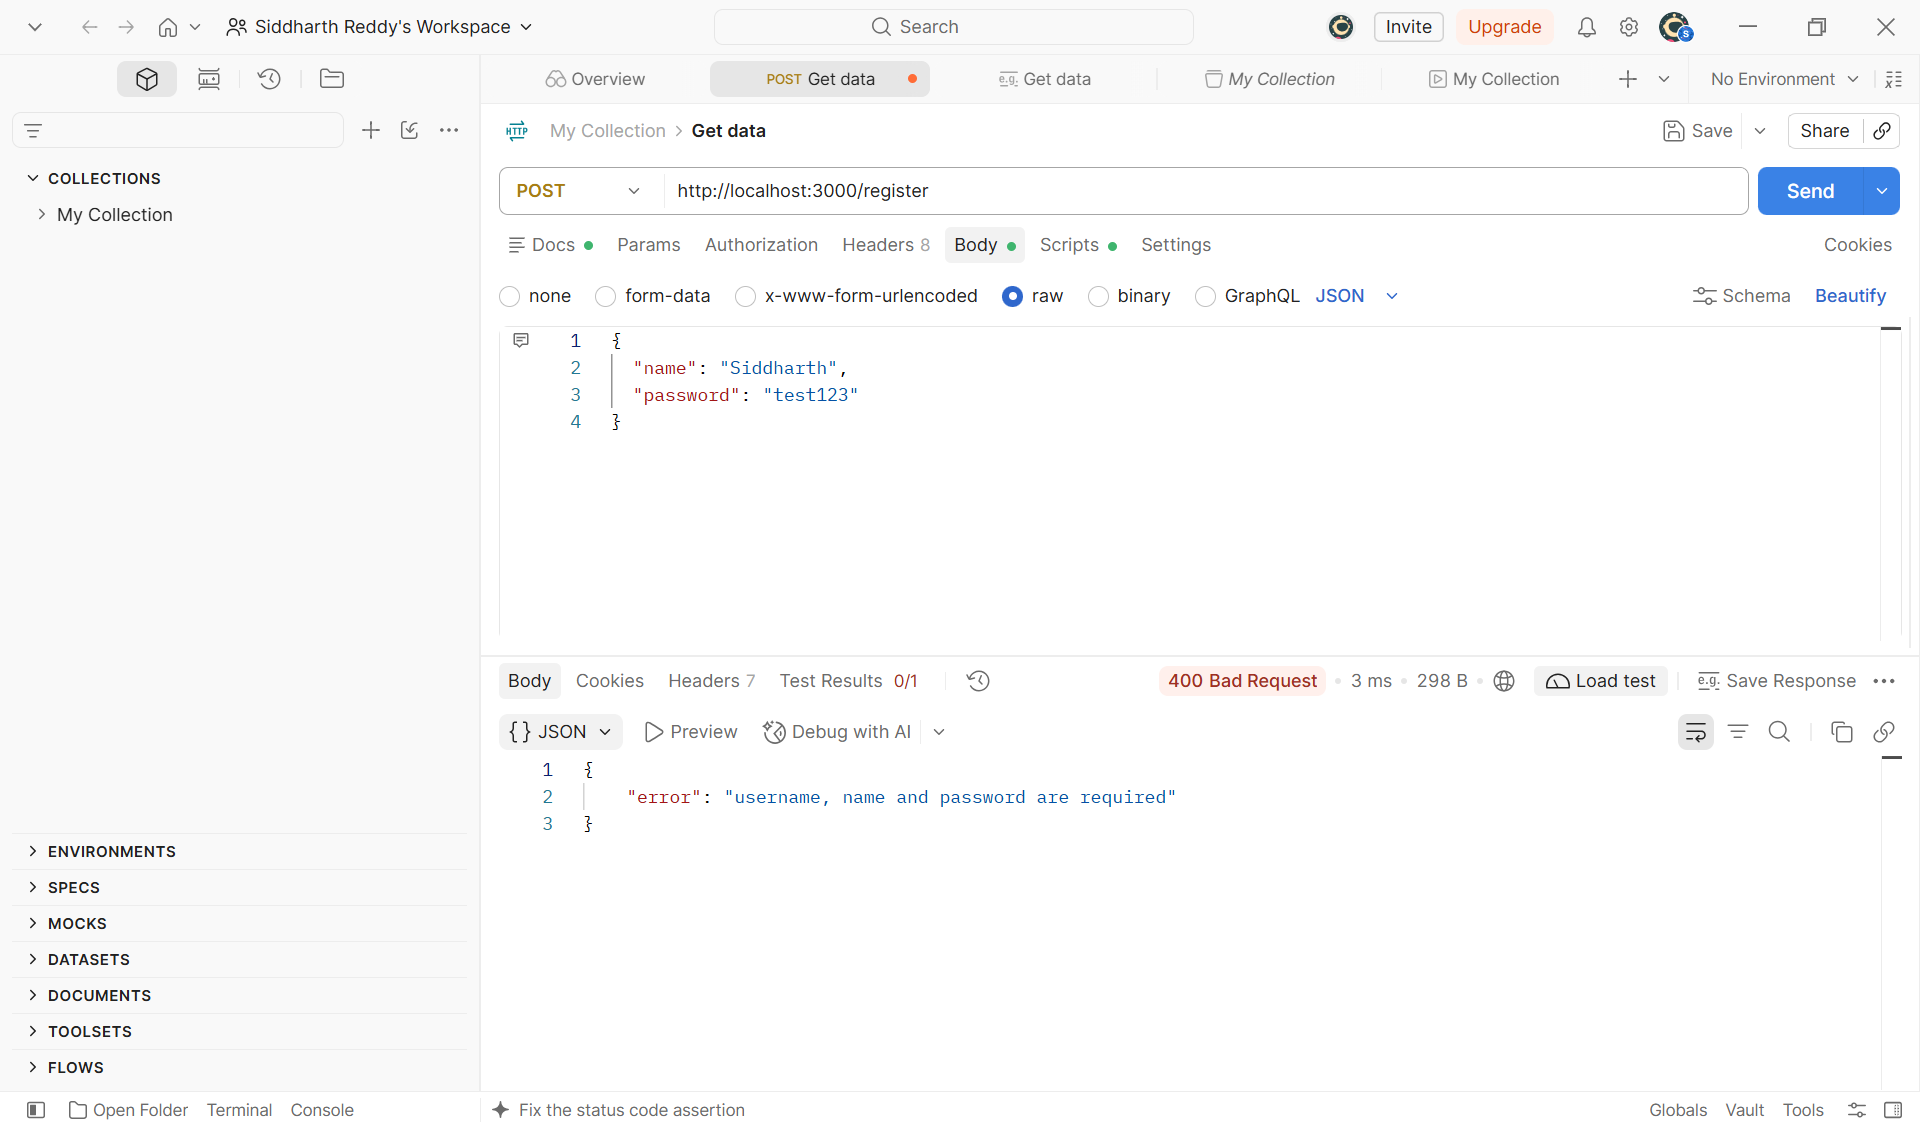 Siddharth Reddy's Workspace
Search
Invite
Upgrade
S
Overview
POST Get data
e.g. Get data
My Collection
My Collection
No Environment
COLLECTIONS
My Collection
HTTP
My Collection > Get data
Save
Share
POST
http://localhost:3000/register
Send
Docs
Params
Authorization
Headers 8
Body
Scripts
Settings
Cookies
none
form-data
x-www-form-urlencoded
raw
binary
GraphQL
JSON
Schema
Beautify
1 {
2 "name": "Siddharth",
3 "password": "test123"
4 }
Body
Cookies
Headers 7
Test Results 0/1
400 Bad Request
3 ms
298 B
Load test
e.g. Save Response
{} JSON
Preview
Debug with AI
1 {
2 "error": "username, name and password are required"
3 }
ENVIRONMENTS
SPECS
MOCKS
DATASETS
DOCUMENTS
TOOLSETS
FLOWS
Open Folder
Terminal
Console
Fix the status code assertion
Globals
Vault
Tools